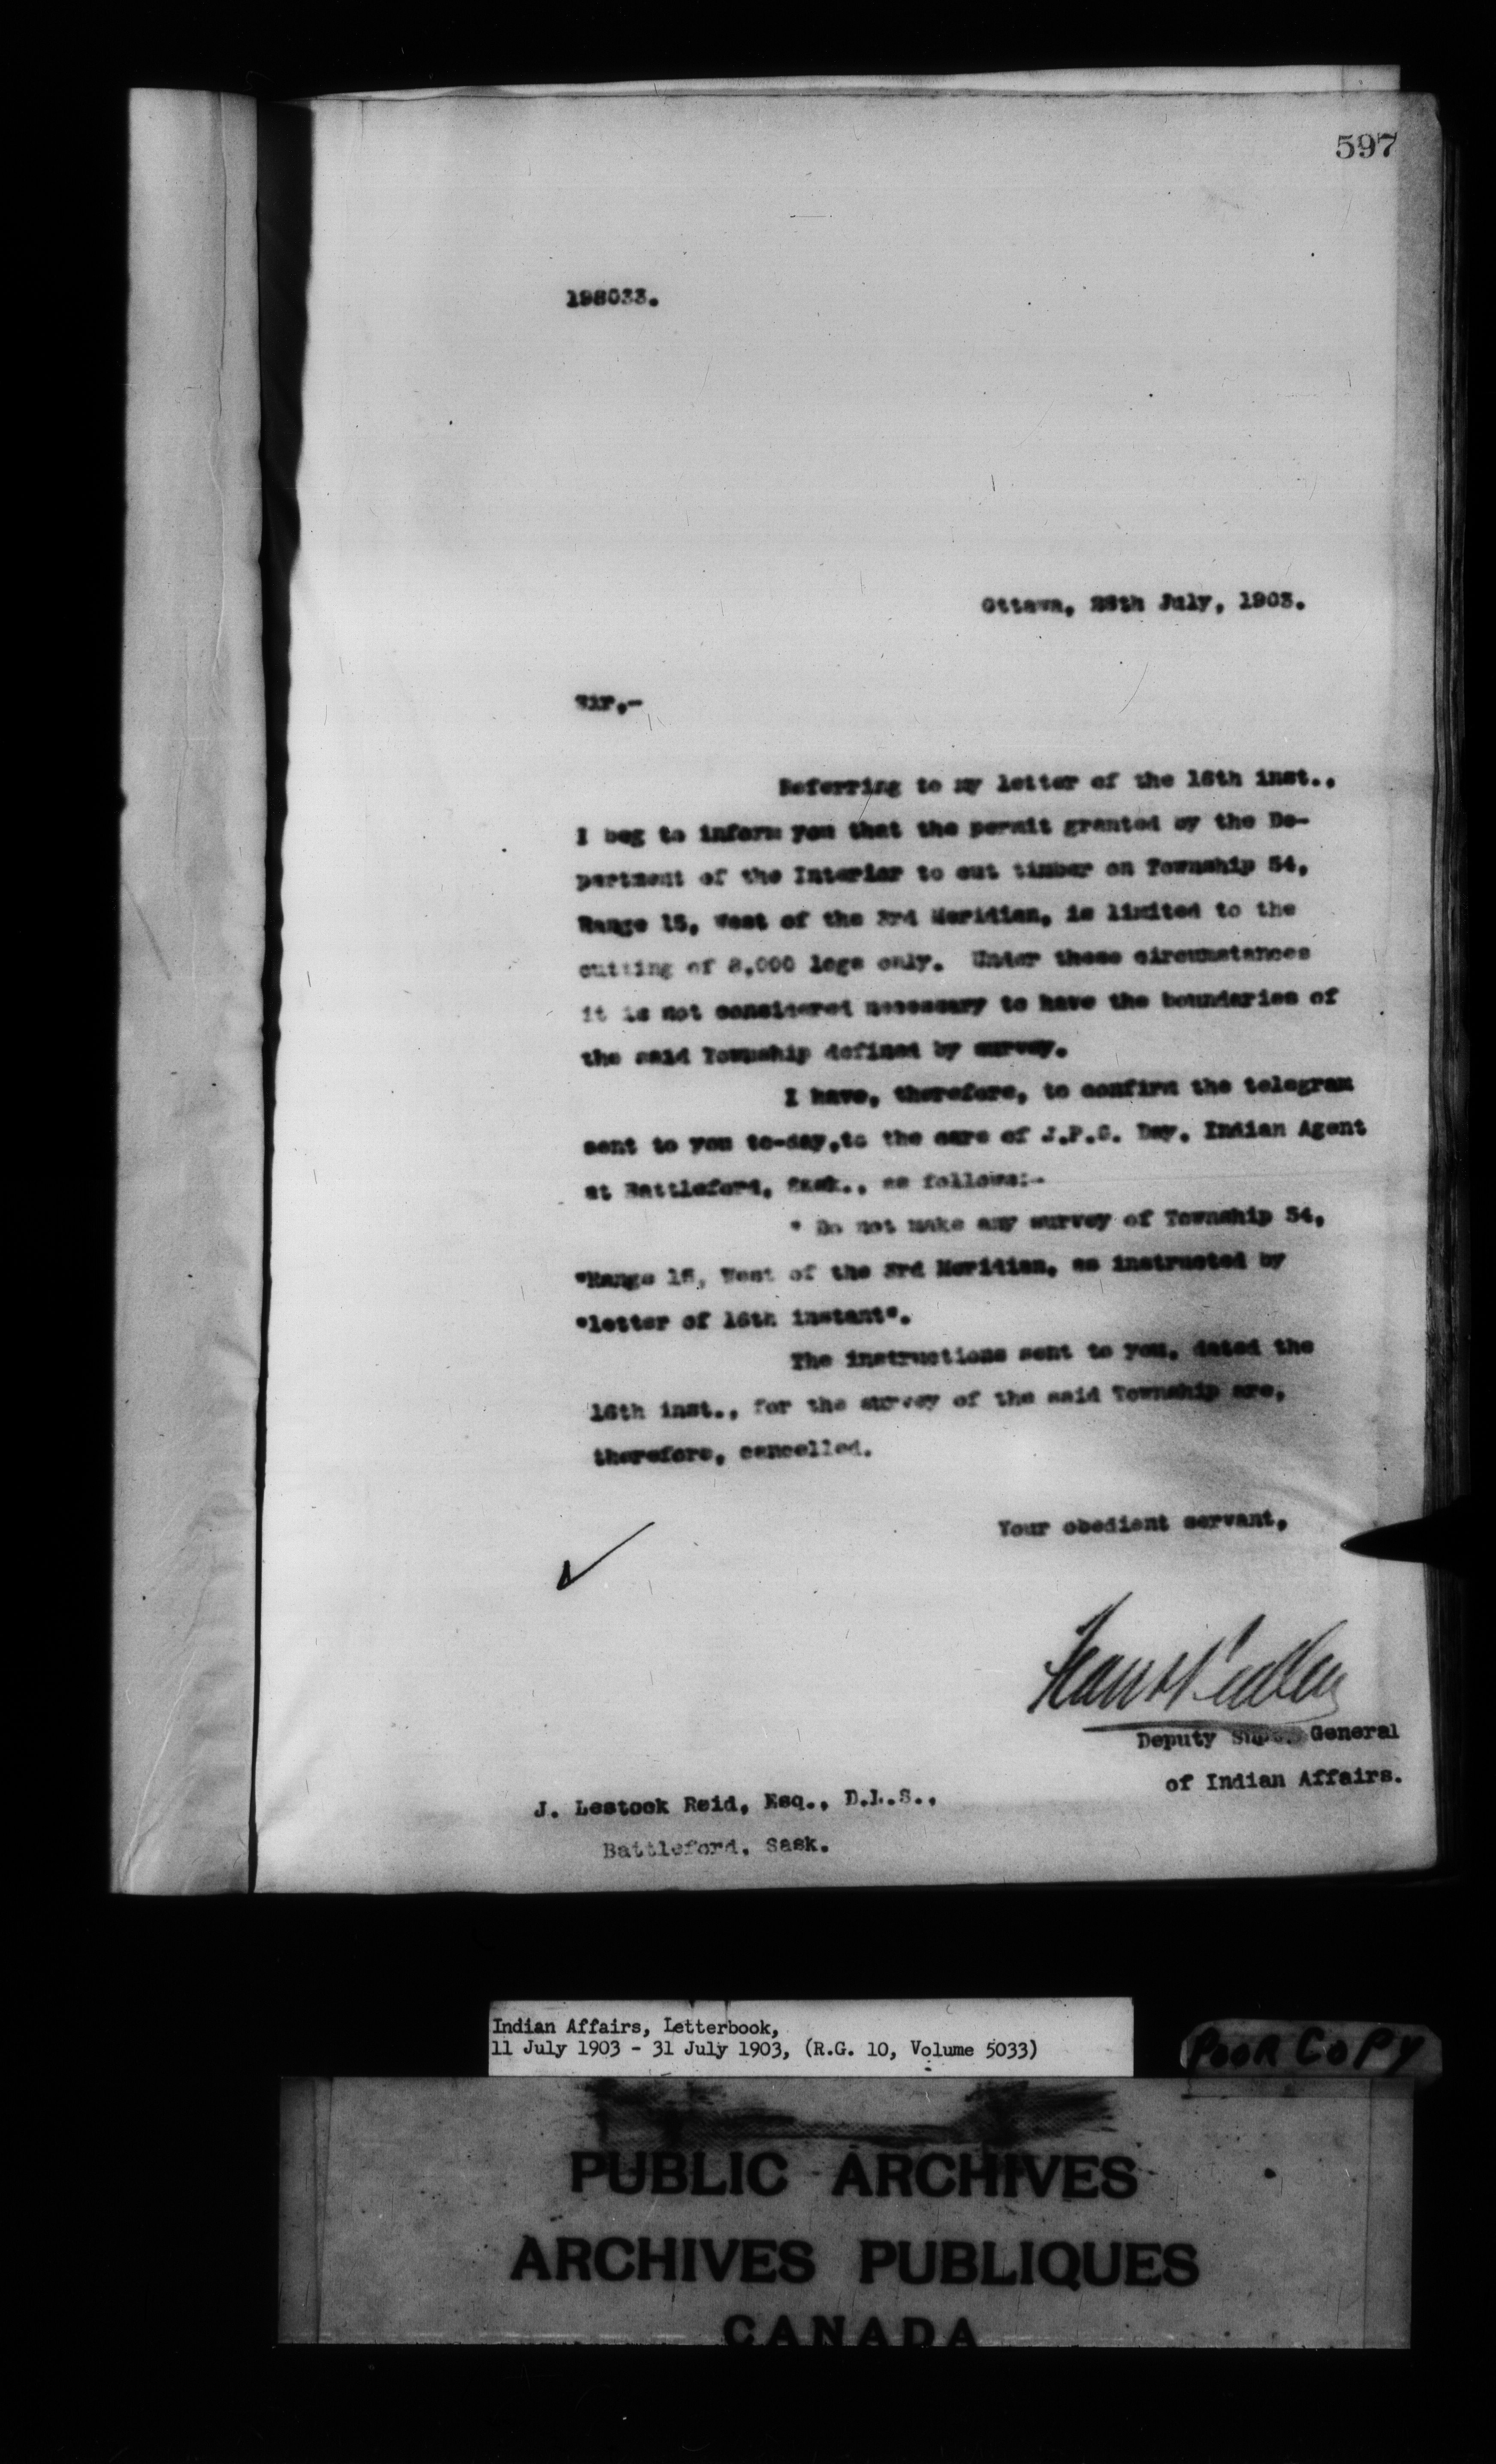 597
198033.
Ottawa, 28th July, 1903.
Sir,-
Referring to my letter of the 16th inst.,
I beg to inform you that the permit granted by the De-
partment of the Interior to cut timber on Township 54,
Range 15, West of the 3rd Meridian, is limited to the
cutting of 8,000 logs only. Under these circumstances
it is not considered necessary to have the boundaries of
the said Township defined by survey.
I have, therefore, to confirm the telegram
sent to you to-day,to the care of J.P.G. Day, Indian Agent
at Battleford, Sask., as follows:-
" Do not make any survey of Township 54,
"Range 15, West of the 3rd Meridian, as instructed by
"letter of 16th instant".
The instructions sent to you, dated the
16th inst., for the survey of the said Township are,
therefore, cancelled.
Your obedient servant,
Frank Pedley
Deputy Supt. General
of Indian Affairs.
J. Lestock Reid, Esq., D.L.S.,
Battleford, Sask.
Indian Affairs, Letterbook,
11 July 1903 - 31 July 1903, (R.G. 10, Volume 5033)
POOR COPY
PUBLIC ARCHIVES
ARCHIVES PUBLIQUES
CANADA